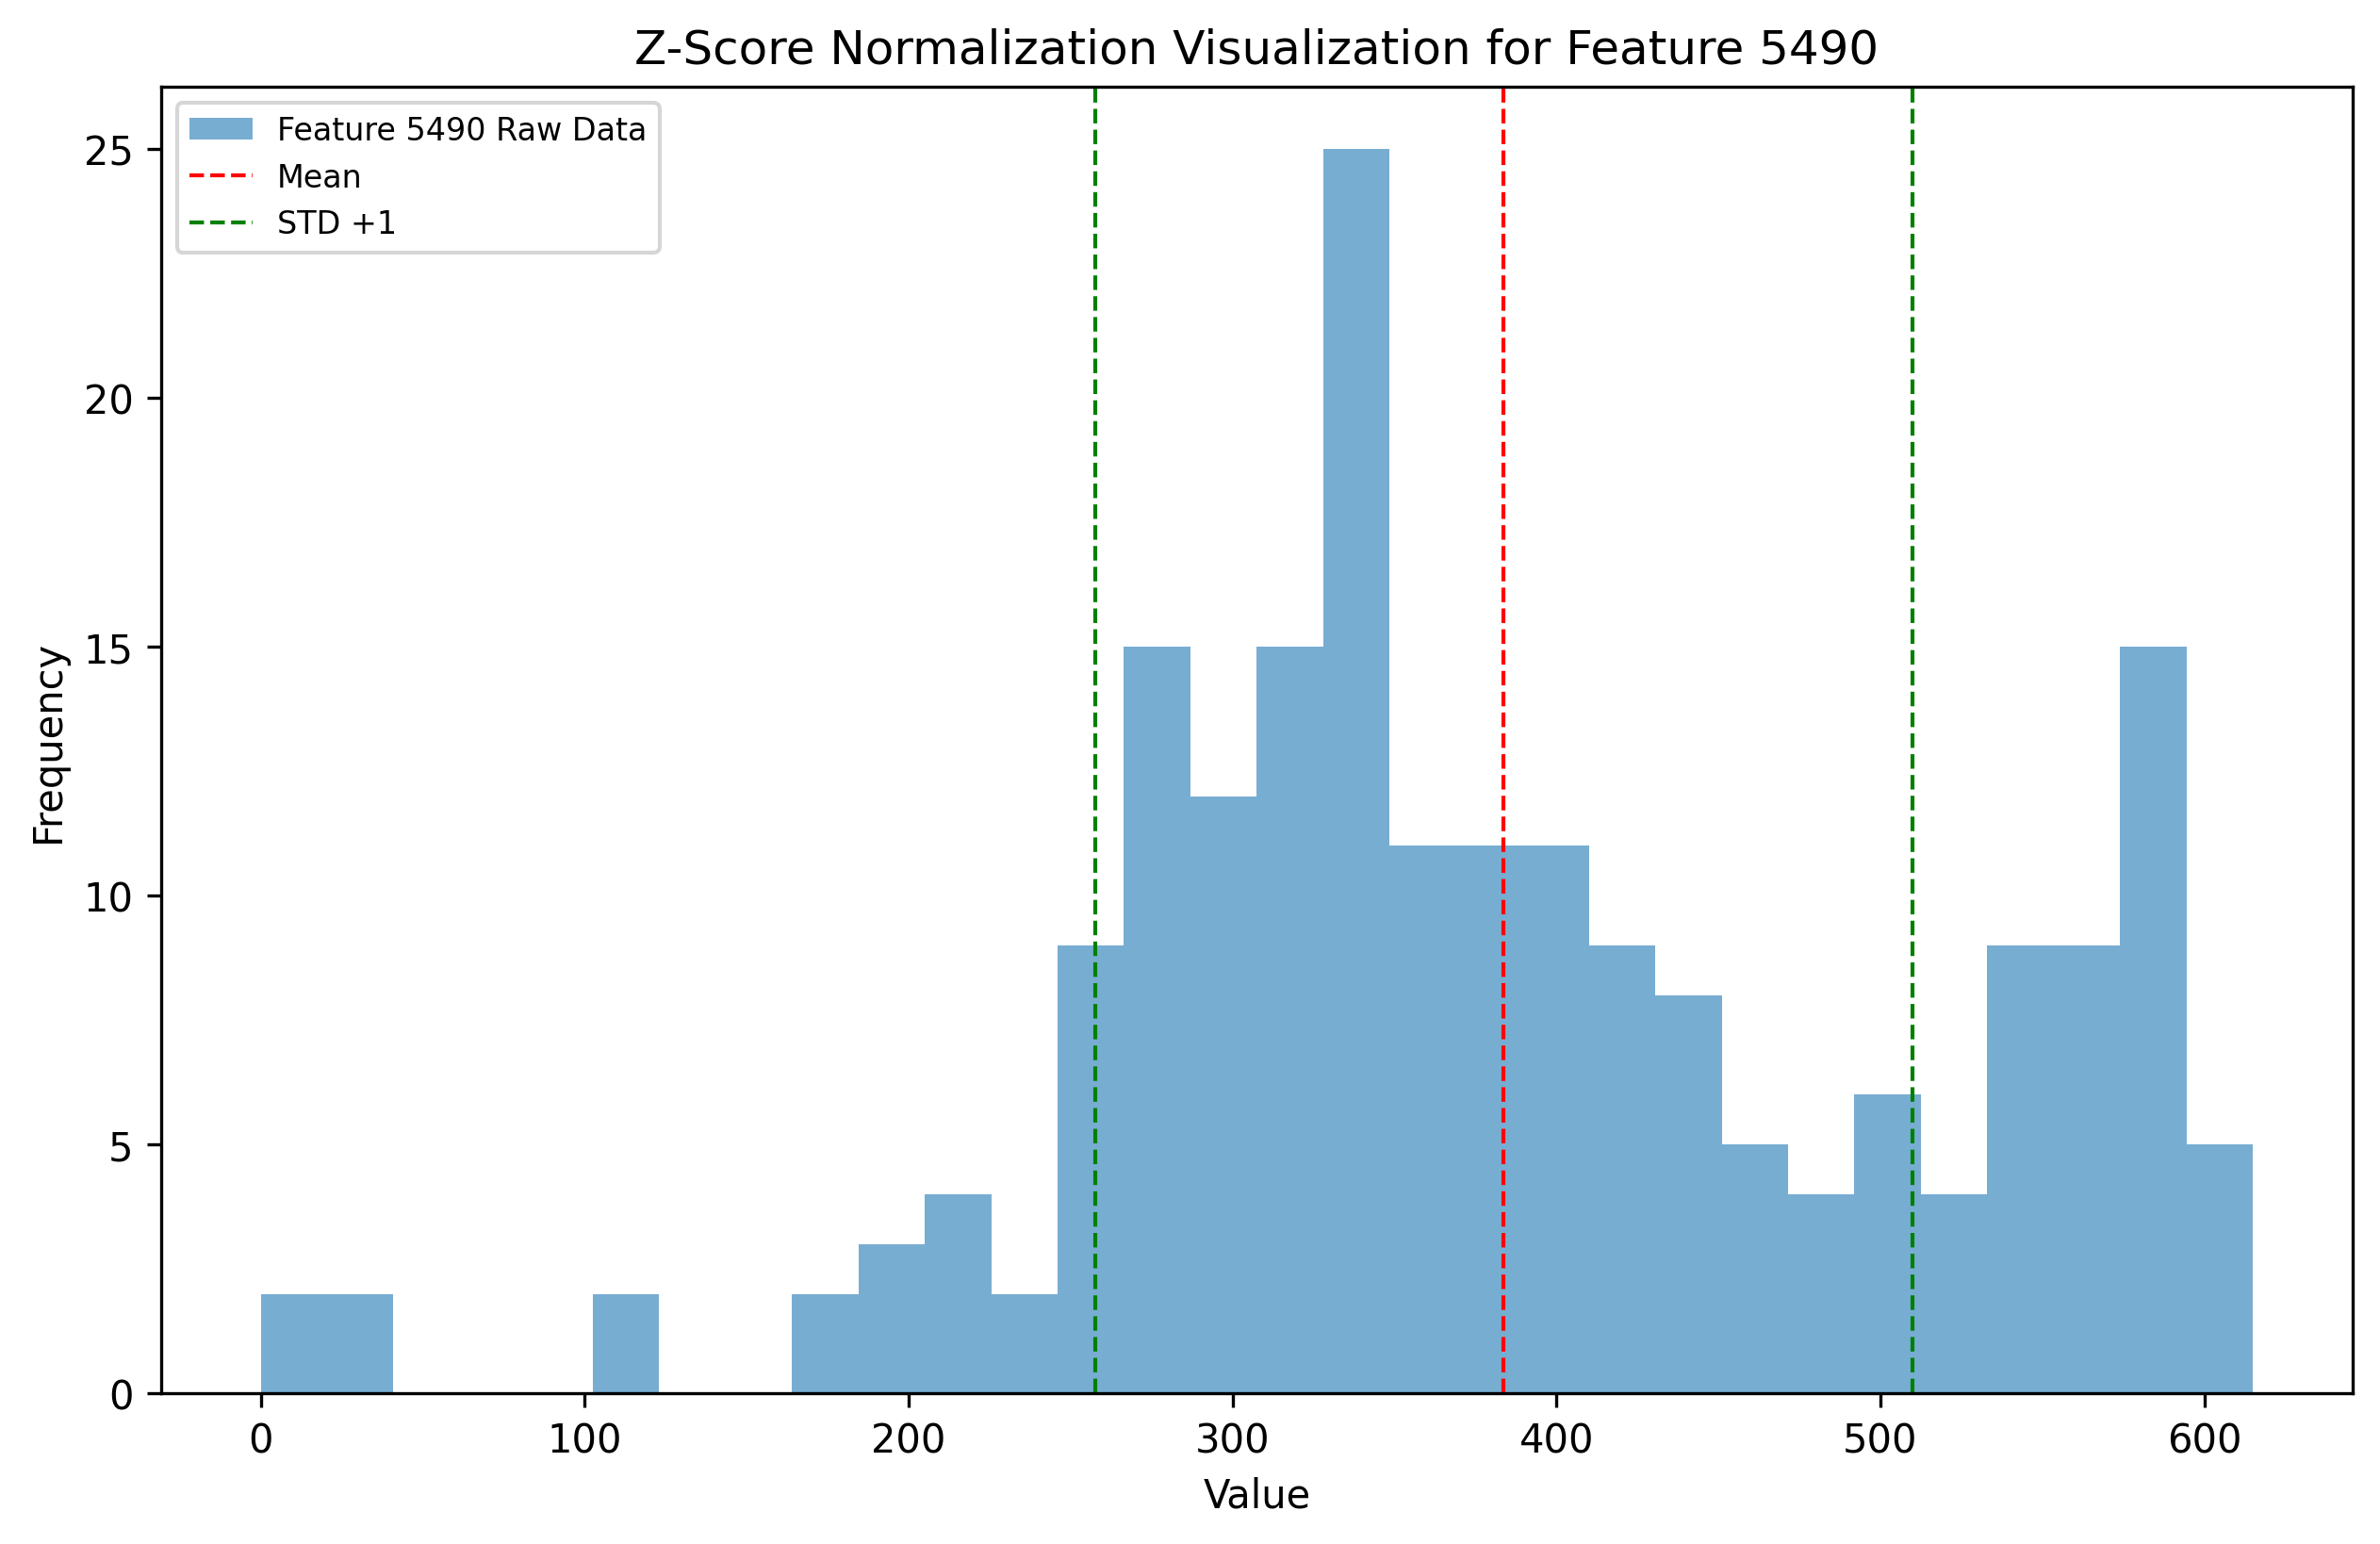 Z-Score Normalization Visualization for Feature 5490
Feature 5490 Raw Data
Mean
STD +1
25
20
15
10
5
0
Frequency
0 100 200 300 400 500 600
Value